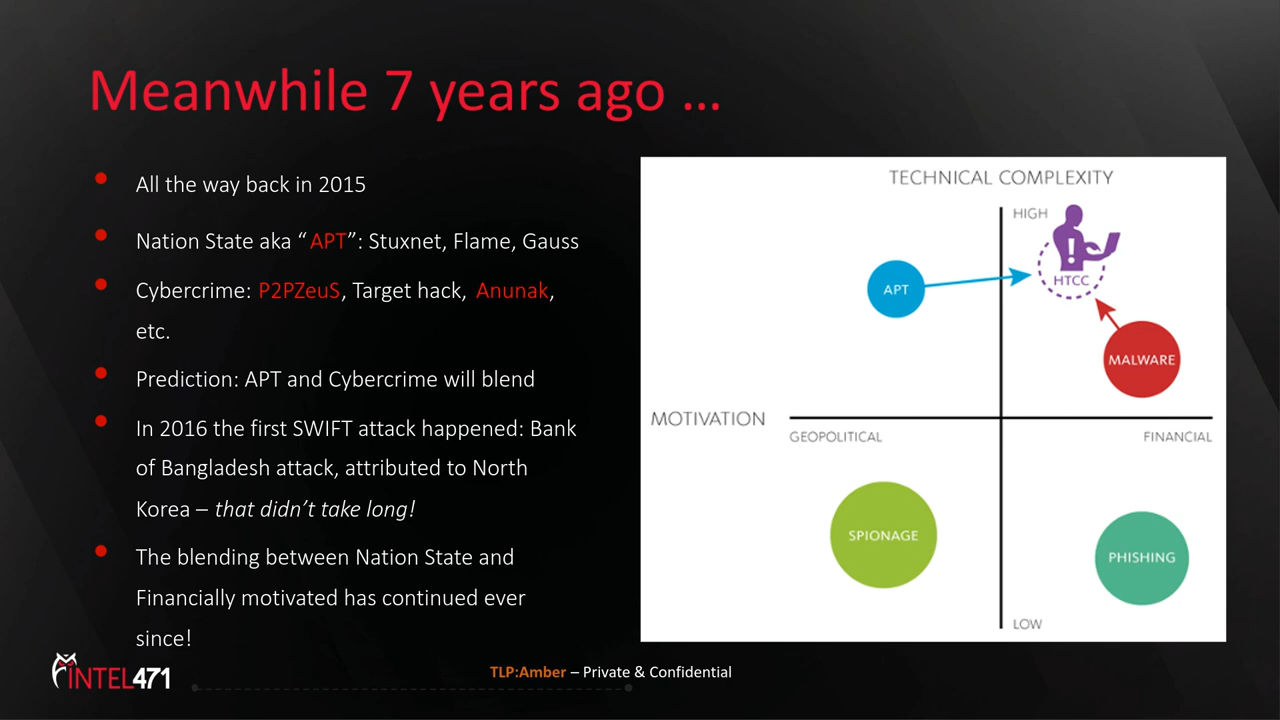 Meanwhile 7 years ago ...
All the way back in 2015
Nation State aka “APT”: Stuxnet, Flame, Gauss
Cybercrime: P2PZeuS, Target hack, Anunak,
etc.
Prediction: APT and Cybercrime will blend
In 2016 the first SWIFT attack happened: Bank
of Bangladesh attack, attributed to North
Korea – that didn’t take long!
The blending between Nation State and
Financially motivated has continued ever
since!
TECHNICAL COMPLEXITY
HIGH
HTCC
APT
MALWARE
MOTIVATION
GEOPOLITICAL
FINANCIAL
SPIONAGE
PHISHING
LOW
INTEL471
TLP:Amber – Private & Confidential